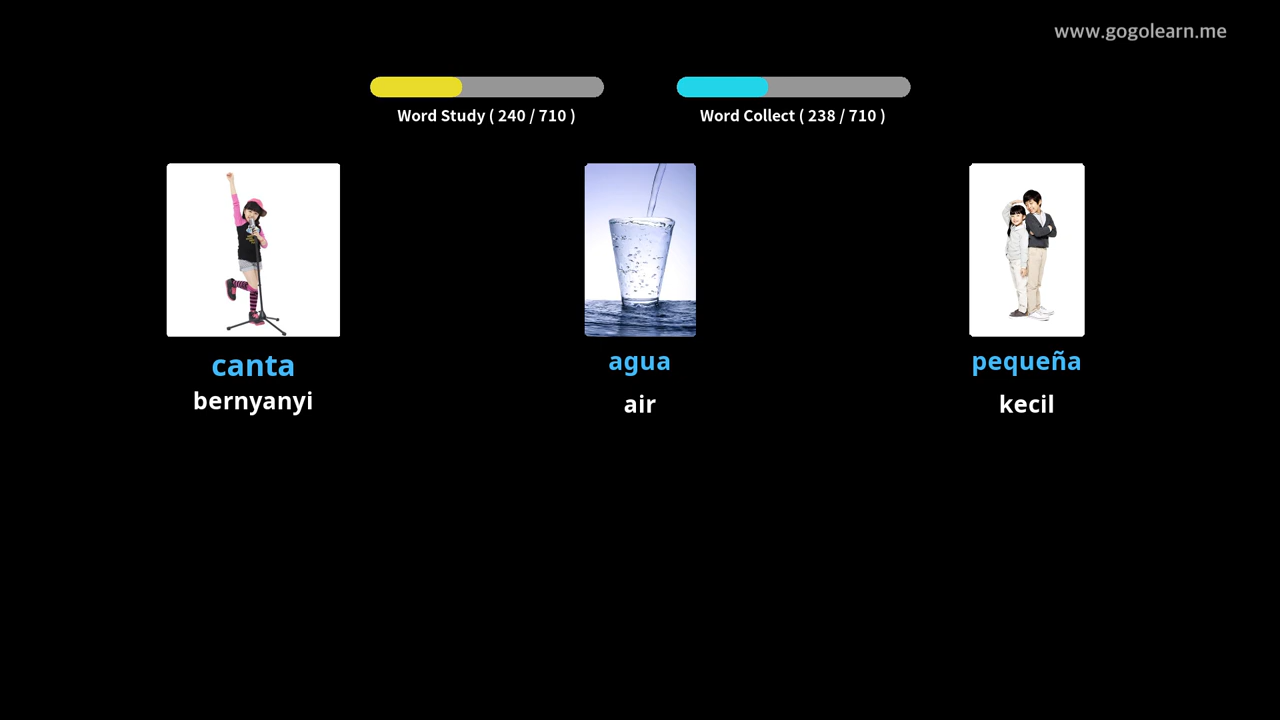 www.gogolearn.me
Word Study ( 240 / 710 )
Word Collect ( 238 / 710 )
canta
bernyanyi
agua
air
pequeña
kecil